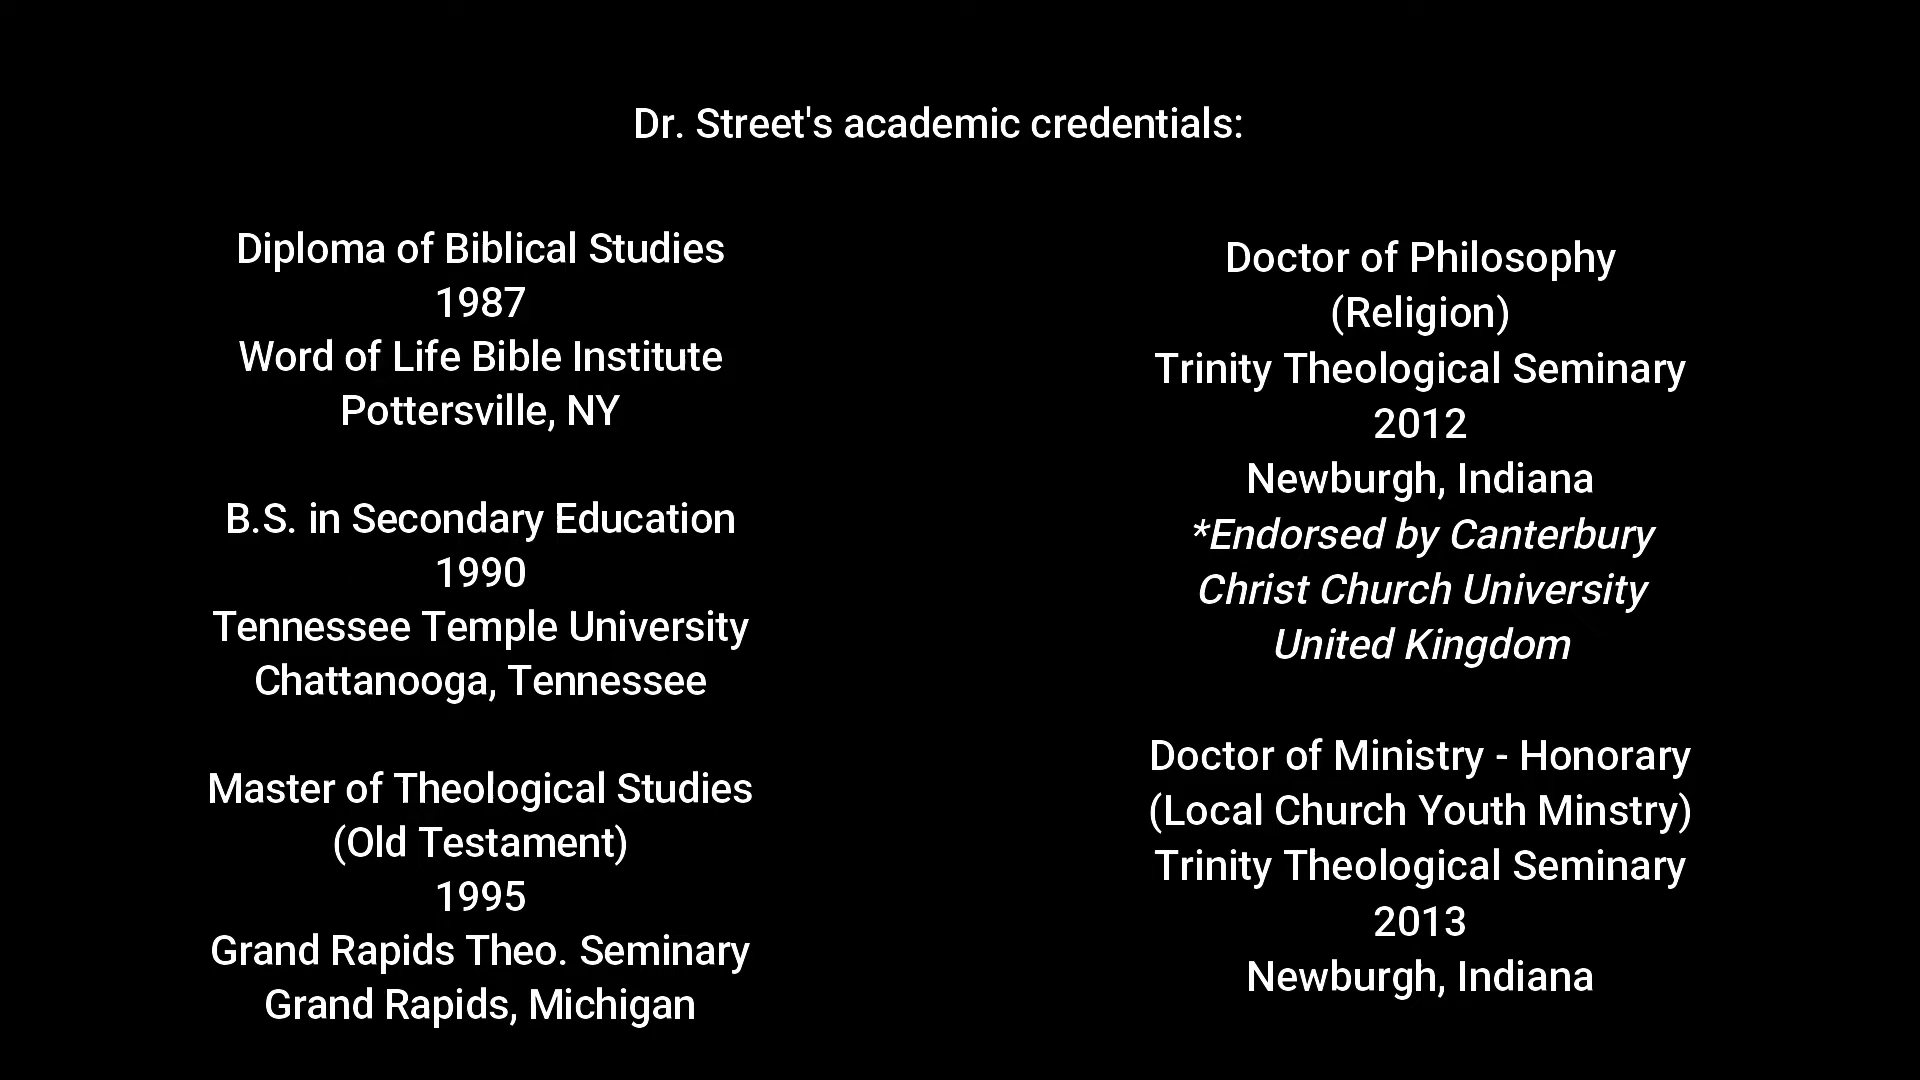 Dr. Street's academic credentials:
Diploma of Biblical Studies
1987
Word of Life Bible Institute
Pottersville, NY
B.S. in Secondary Education
1990
Tennessee Temple University
Chattanooga, Tennessee
Master of Theological Studies
(Old Testament)
1995
Grand Rapids Theo. Seminary
Grand Rapids, Michigan
Doctor of Philosophy
(Religion)
Trinity Theological Seminary
2012
Newburgh, Indiana
*Endorsed by Canterbury
Christ Church University
United Kingdom
Doctor of Ministry - Honorary
(Local Church Youth Minstry)
Trinity Theological Seminary
2013
Newburgh, Indiana